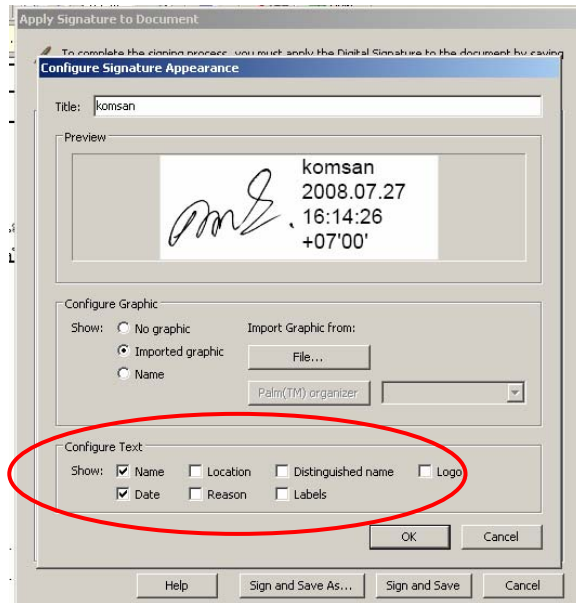 Apply Signature to Document
To complete the signing process, you must apply the Digital Signature to the document by saving
Configure Signature Appearance
Title: komsan
Preview
komsan
2008.07.27
16:14:26
+07'00'
Configure Graphic
Show: No graphic
Import Graphic from:
Imported graphic
File...
Name
Palm(TM) organizer
Configure Text
Show: Name Location Distinguished name Logo
Date Reason Labels
OK Cancel
Help Sign and Save As... Sign and Save Cancel